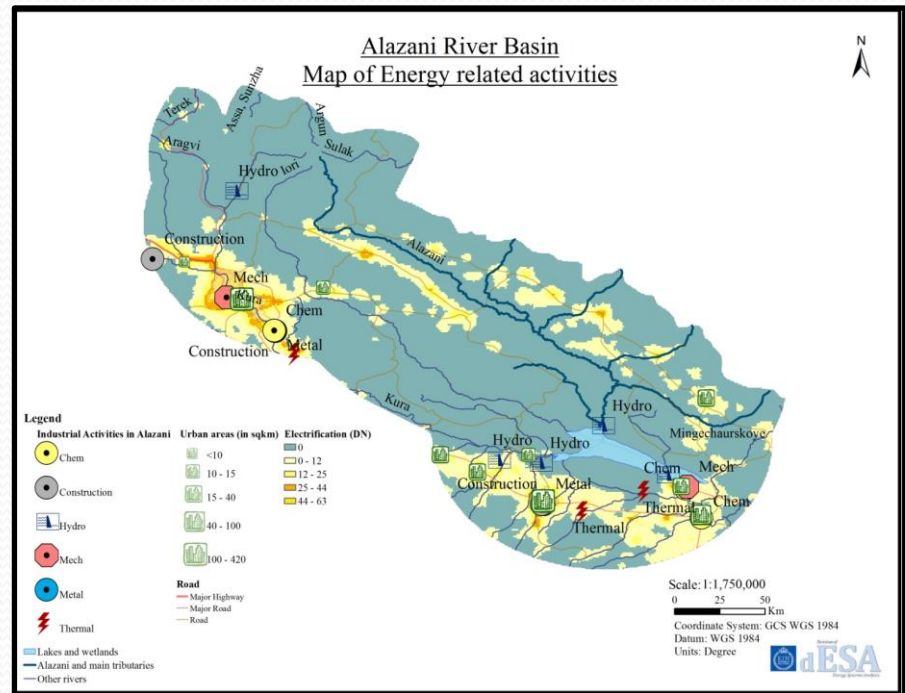 Alazani River Basin
Map of Energy related activities
N
Terek
Assa, Sunzha
Argun
Sulak
Aragvi
Hydro
Iori
Construction
Alazani
Mech
Kura
Chem
Construction
Metal
Kura
Hydro
Mingechaurskoye
Hydro
Hydro
Chem
Mech
Construction
Metal
Thermal
Chem
Thermal
Legend
Industrial Activities in Alazani
Chem
Construction
Hydro
Mech
Metal
Thermal
Lakes and wetlands
Alazani and main tributaries
Other rivers
Urban areas (in sqkm)
<10
10 - 15
15 - 40
40 - 100
100 - 420
Road
Major Highway
Major Road
Road
Electrification (DN)
0
0 - 12
12 - 25
25 - 44
44 - 63
Scale: 1:1,750,000
0 25 50
Km
Coordinate System: GCS WGS 1984
Datum: WGS 1984
Units: Degree
dESA